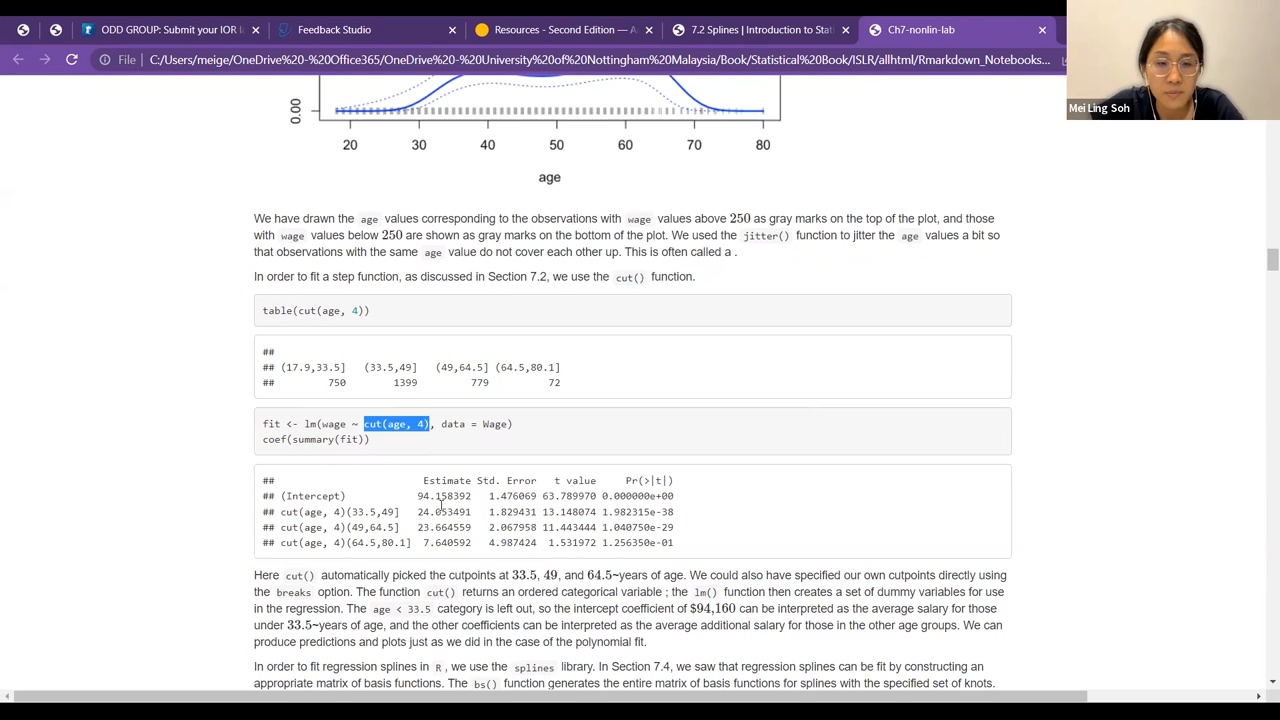 ODD GROUP: Submit your IOR
Feedback Studio
Resources - Second Edition — A
7.2 Splines | Introduction to Stat
Ch7-nonlin-lab
File | C:/Users/meige/OneDrive%20-%20Office365/OneDrive%20-%20University%20of%20Nottingham%20Malaysia/Book/Statistical%20Book/ISLR/allhtml/Rmarkdown_Notebooks...
Mei Ling Soh
0.00
20 30 40 50 60 70 80
age
We have drawn the age values corresponding to the observations with wage values above 250 as gray marks on the top of the plot, and those
with wage values below 250 are shown as gray marks on the bottom of the plot. We used the jitter() function to jitter the age values a bit so
that observations with the same age value do not cover each other up. This is often called a .
In order to fit a step function, as discussed in Section 7.2, we use the cut() function.
table(cut(age, 4))
##
## (17.9,33.5] (33.5,49] (49,64.5] (64.5,80.1]
## 750 1399 779 72
fit <- lm(wage ~ cut(age, 4), data = Wage)
coef(summary(fit))
## Estimate Std. Error t value Pr(>|t|)
## (Intercept) 94.158392 1.476069 63.789970 0.000000e+00
## cut(age, 4)(33.5,49] 24.053491 1.829431 13.148074 1.982315e-38
## cut(age, 4)(49,64.5] 23.664559 2.067958 11.443444 1.040750e-29
## cut(age, 4)(64.5,80.1] 7.640592 4.987424 1.531972 1.256350e-01
Here cut() automatically picked the cutpoints at 33.5, 49, and 64.5~years of age. We could also have specified our own cutpoints directly using
the breaks option. The function cut() returns an ordered categorical variable ; the lm() function then creates a set of dummy variables for use
in the regression. The age < 33.5 category is left out, so the intercept coefficient of $94,160 can be interpreted as the average salary for those
under 33.5~years of age, and the other coefficients can be interpreted as the average additional salary for those in the other age groups. We can
produce predictions and plots just as we did in the case of the polynomial fit.
In order to fit regression splines in R , we use the splines library. In Section 7.4, we saw that regression splines can be fit by constructing an
appropriate matrix of basis functions. The bs() function generates the entire matrix of basis functions for splines with the specified set of knots.